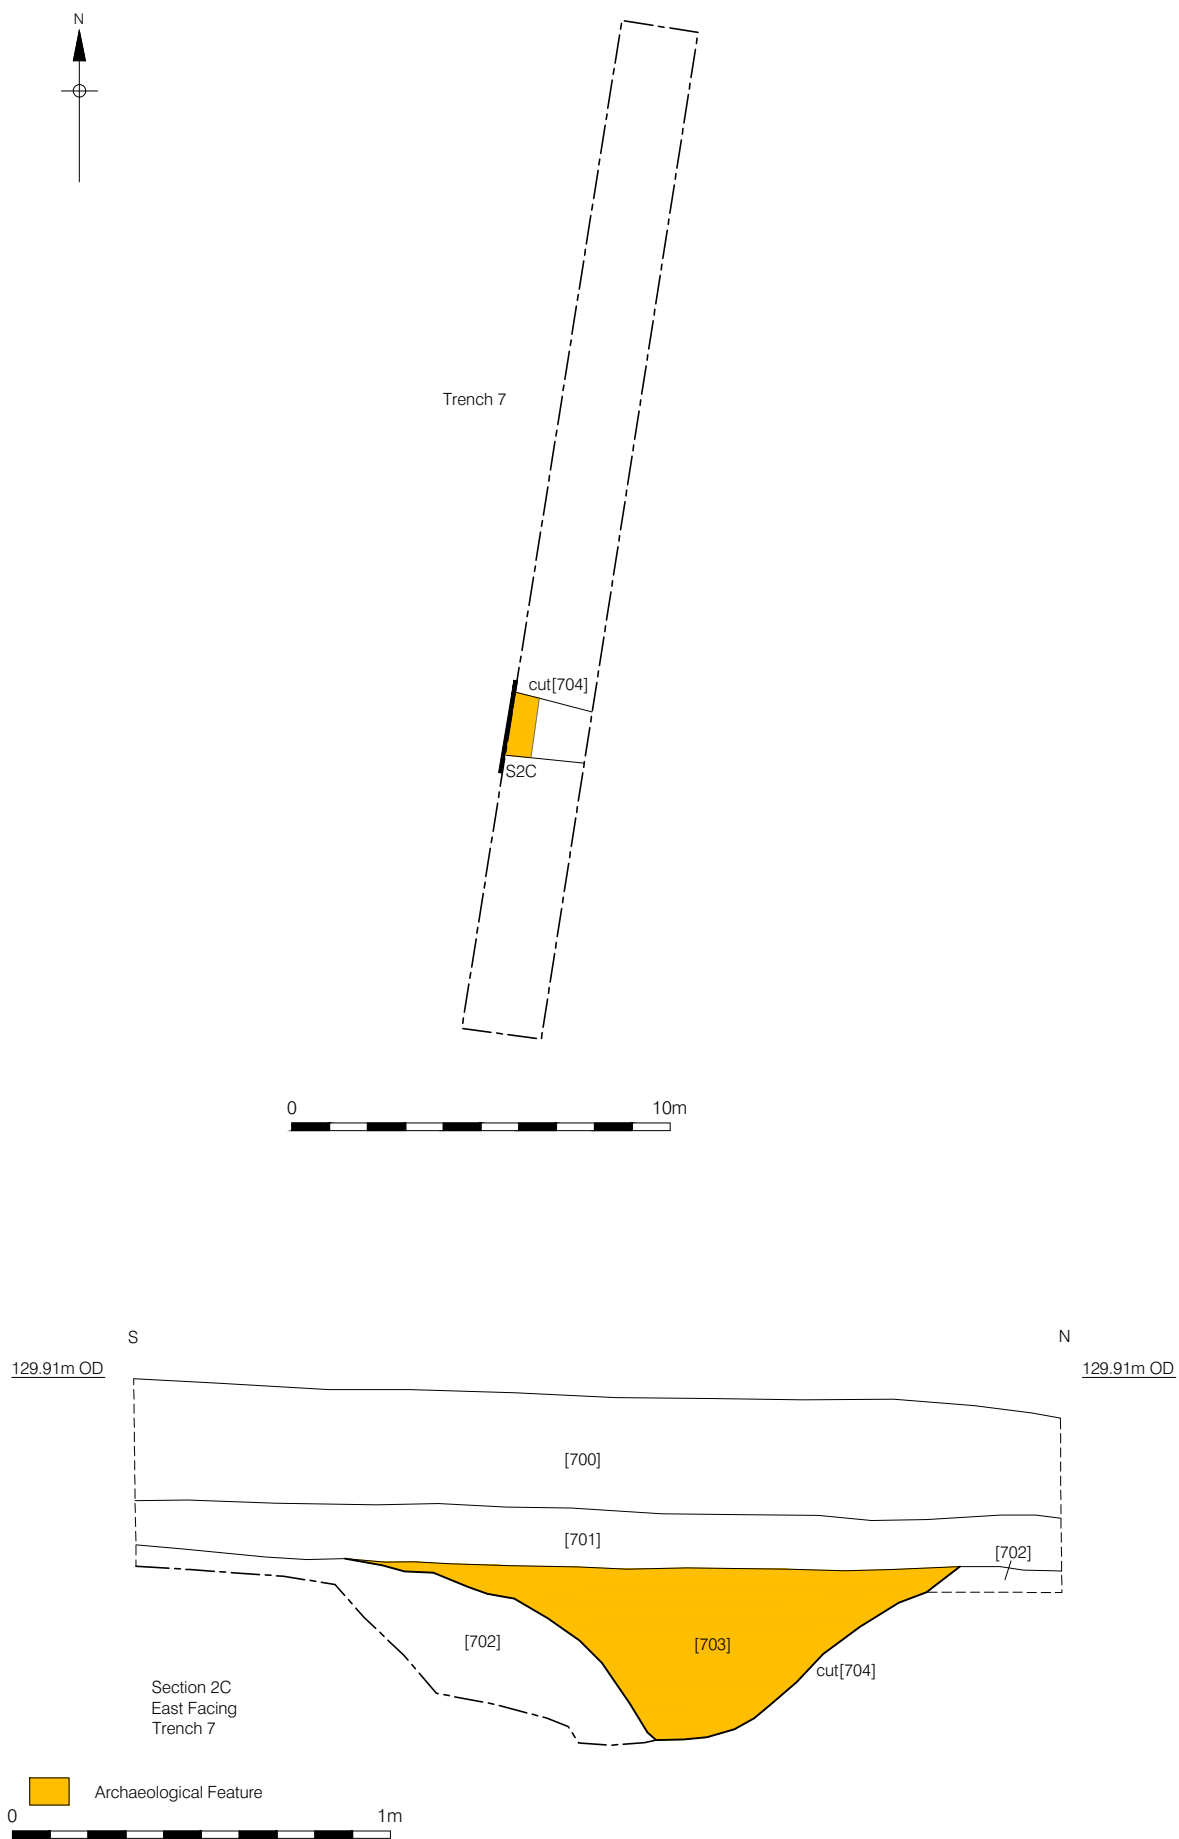 N
Trench 7
cut[704]
S2C
0 10m
S N
129.91m OD 129.91m OD
[700]
[701]
[702]
[702]
[703]
cut[704]
Section 2C
East Facing
Trench 7
Archaeological Feature
0 1m